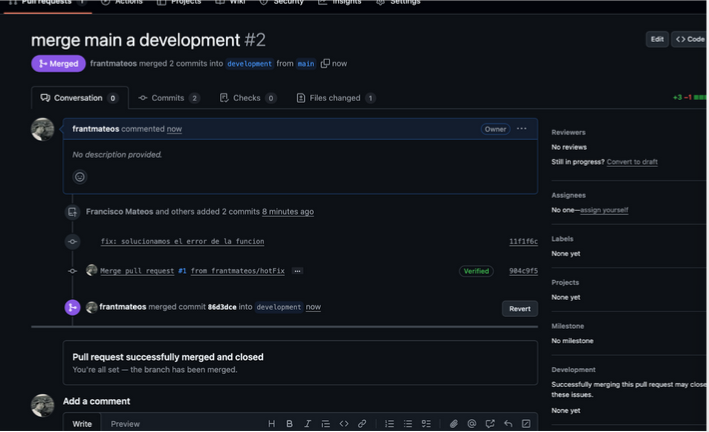 Pull requests 1 Actions Projects Wiki Security Insights Settings
merge main a development #2
Edit <> Code
Merged frantmateos merged 2 commits into development from main now
Conversation 0 Commits 2 Checks 0 Files changed 1
+3 −1
frantmateos commented now
Owner ...
No description provided.
Francisco Mateos and others added 2 commits 8 minutes ago
fix: solucionamos el error de la funcion
11f1f6c
Merge pull request #1 from frantmateos/hotFix ...
Verified
904c9f5
frantmateos merged commit 86d3dce into development now
Revert
Pull request successfully merged and closed
You're all set — the branch has been merged.
Add a comment
Write Preview
H B I <> @
Reviewers
No reviews
Still in progress? Convert to draft
Assignees
No one—assign yourself
Labels
None yet
Projects
None yet
Milestone
No milestone
Development
Successfully merging this pull request may close
these issues.
None yet